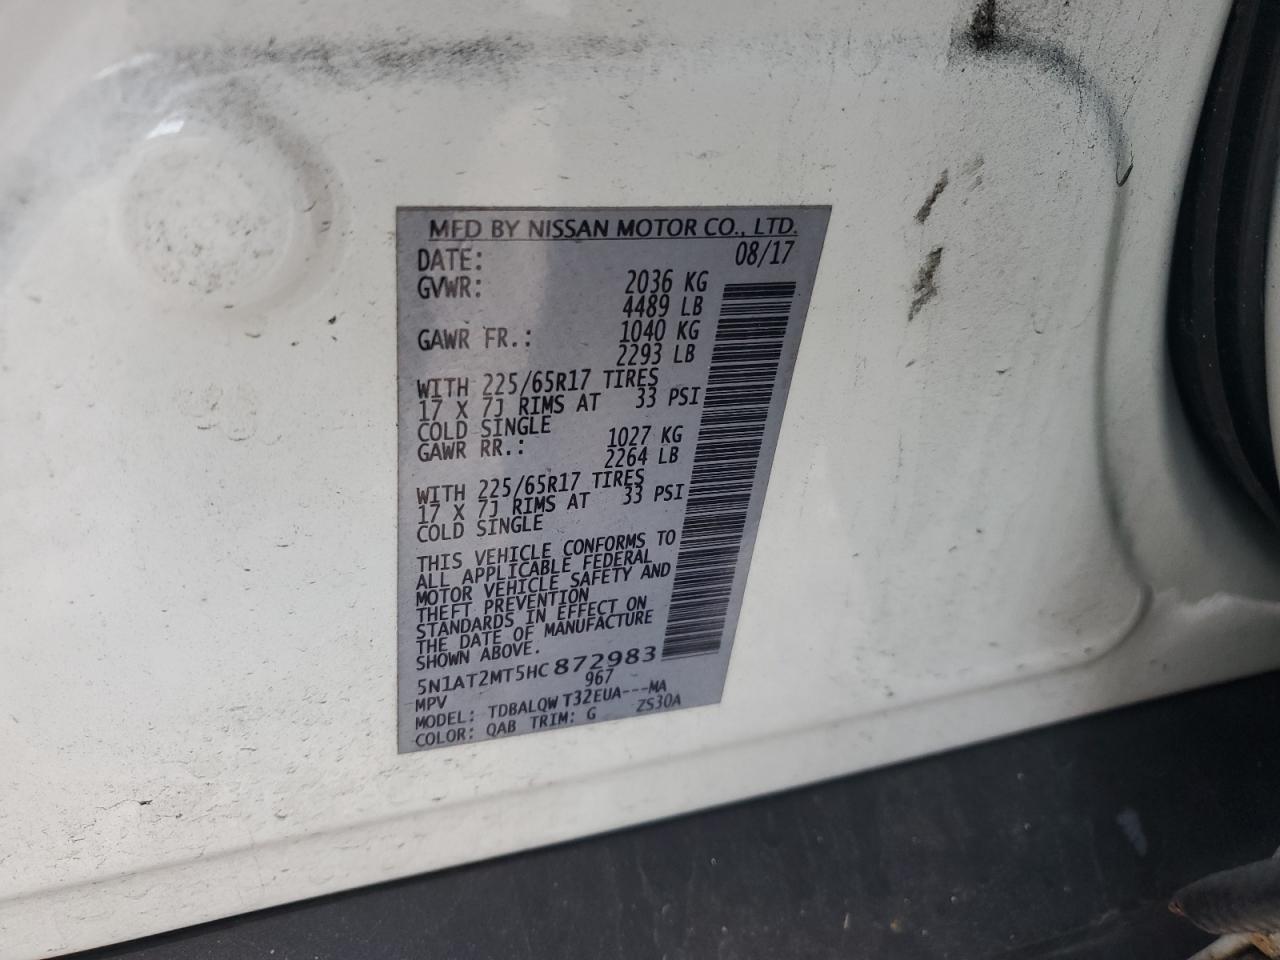 MFD BY NISSAN MOTOR CO., LTD.
DATE: 08/17
GVWR: 2036 KG
4489 LB
GAWR FR.: 1040 KG
2293 LB
WITH 225/65R17 TIRES
17 X 7J RIMS AT 33 PSI
COLD SINGLE
GAWR RR.: 1027 KG
2264 LB
WITH 225/65R17 TIRES
17 X 7J RIMS AT 33 PSI
COLD SINGLE
THIS VEHICLE CONFORMS TO
ALL APPLICABLE FEDERAL
MOTOR VEHICLE SAFETY AND
THEFT PREVENTION
STANDARDS IN EFFECT ON
THE DATE OF MANUFACTURE
SHOWN ABOVE.
5N1AT2MT5HC872983
MPV 967
MODEL: TDBALQW T32EUA---MA
COLOR: QAB TRIM: G ZS30A